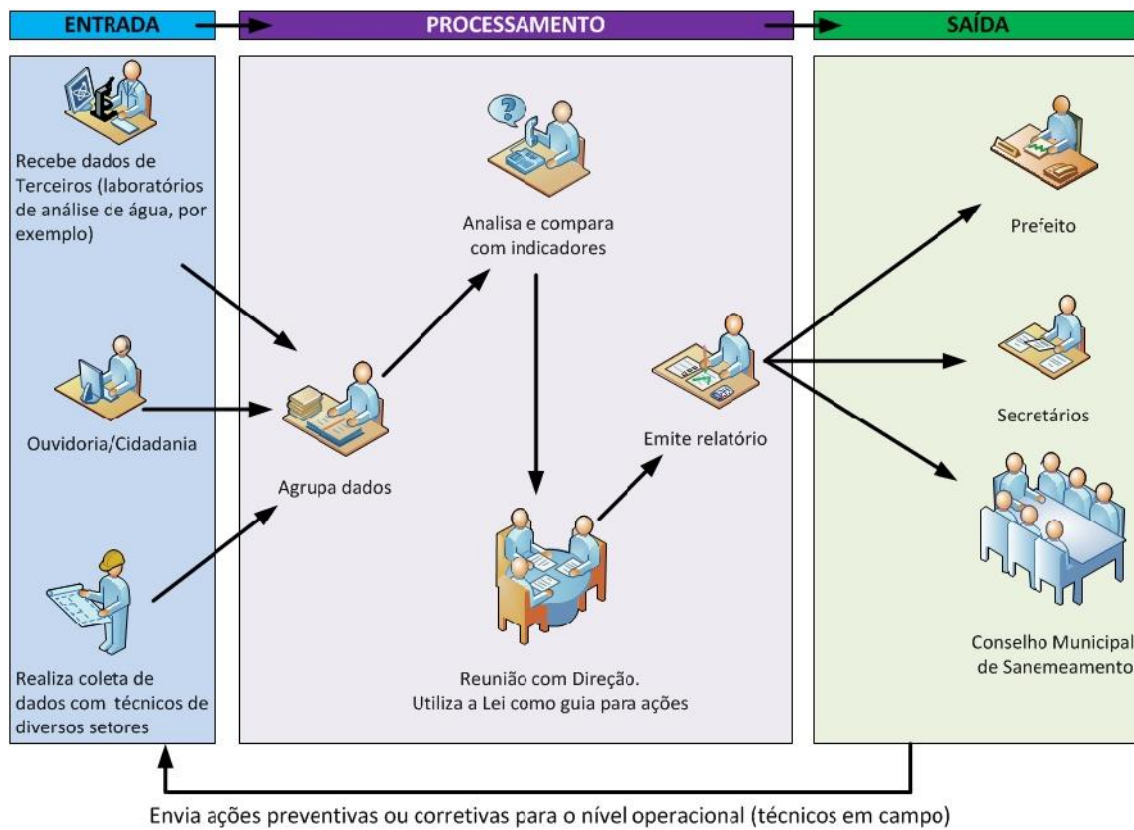 ENTRADA
PROCESSAMENTO
SAÍDA
Recebe dados de
Terceiros (laboratórios
de análise de água, por
exemplo)
Ouvidoria/Cidadania
Realiza coleta de
dados com técnicos de
diversos setores
Agrupa dados
?
Analisa e compara
com indicadores
Reunião com Direção.
Utiliza a Lei como guia para ações
Emite relatório
Prefeito
Secretários
Conselho Municipal
de Sanemeamento
Envia ações preventivas ou corretivas para o nível operacional (técnicos em campo)